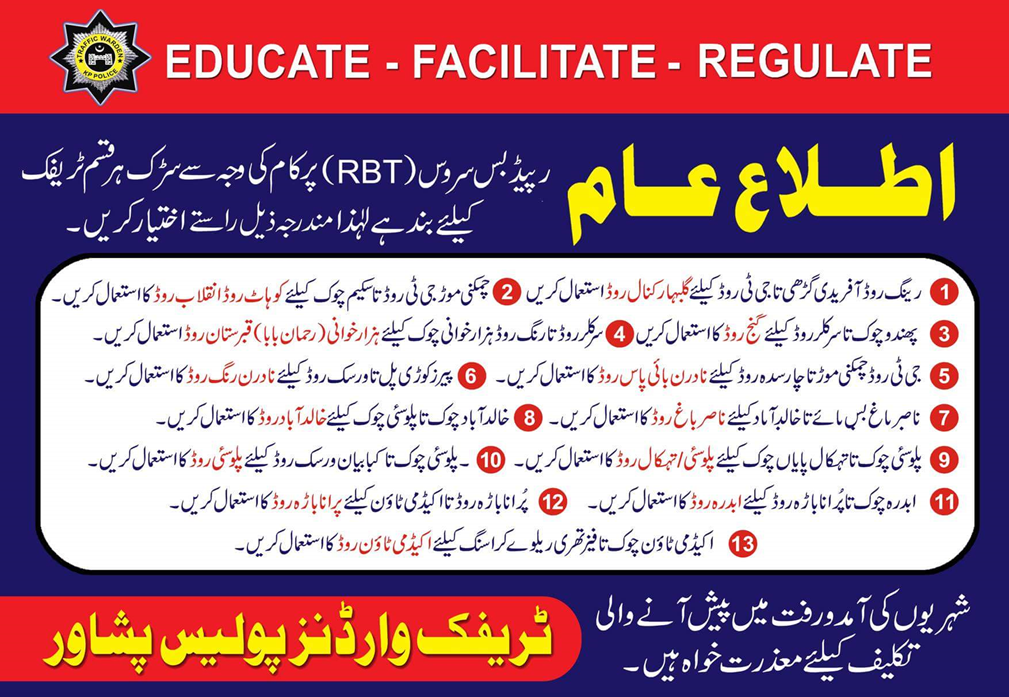 TRAFFIC WARDEN
KP POLICE
EDUCATE - FACILITATE - REGULATE
اطلاع عام
ریپڈ بس سروس (RBT) پر کام کی وجہ سے سڑک ہر قسم ٹریفک
کیلئے بند ہے لہٰذا مندرجہ ذیل راستے اختیار کریں۔
1 رینگ روڈ آفریدی گڑھی تا جی ٹی روڈ کیلئے گلبہار کنال روڈ استعمال کریں 2 چمکنی موڑ جی ٹی روڈ تا سکیم چوک کیلئے کوہاٹ روڈ انقلاب روڈ کا استعمال کریں۔
3 پھندو چوک تا سرکلر روڈ کیلئے گنج روڈ کا استعمال کریں 4 سرکلر روڈ تا رنگ روڈ ہزار خوانی چوک کیلئے ہزار خوانی (رحمان بابا) قبرستان روڈ استعمال کریں۔
5 جی ٹی روڈ چمکنی موڑ تا چارسدہ روڈ کیلئے نادرن بائی پاس روڈ کا استعمال کریں۔ 6 پیر زکوڑی پل تا ورسک روڈ کیلئے نادرن رنگ روڈ کا استعمال کریں۔
7 ناصر باغ بس مائے تا خالد آباد کیلئے ناصر باغ روڈ کا استعمال کریں۔ 8 خالد آباد چوک تا پلوسئی چوک کیلئے خالد آباد روڈ کا استعمال کریں۔
9 پلوسئی چوک تا تہکال پایاں چوک کیلئے پلوسئی/تہکال روڈ کا استعمال کریں۔ 10 ۔ پلوسئی چوک تا کبابیان ورسک روڈ کیلئے پلوسئی روڈ کا استعمال کریں۔
11 ابدرہ چوک تا پُرانا باڑہ روڈ کیلئے ابدرہ روڈ کا استعمال کریں۔ 12 پُرانا باڑہ روڈ تا اکیڈمی ٹاؤن کیلئے پرانا باڑہ روڈ کا استعمال کریں۔
13 اکیڈمی ٹاؤن چوک تا فیز تھری ریلوے کراسنگ کیلئے اکیڈمی ٹاؤن روڈ کا استعمال کریں۔
شہریوں کی آمدورفت میں پیش آنے والی
تکلیف کیلئے معذرت خواہ ہیں۔
ٹریفک وارڈنز پولیس پشاور